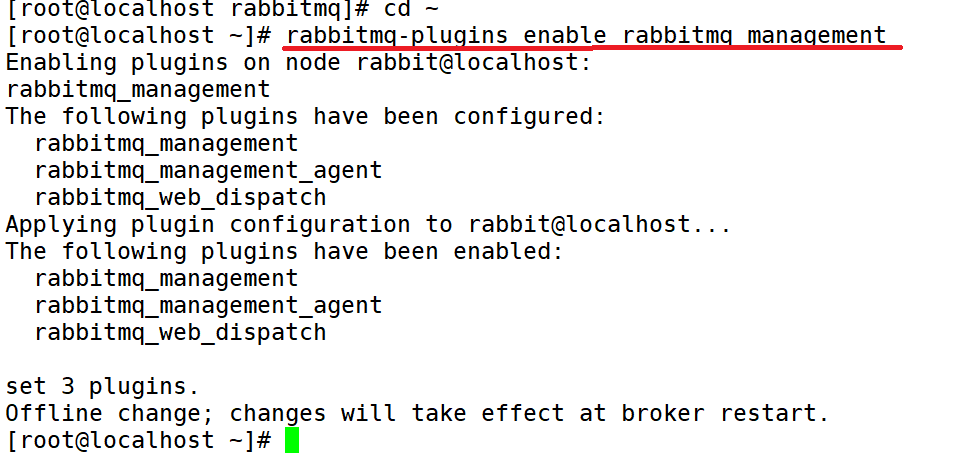 [root@localhost rabbitmq]# cd ~
[root@localhost ~]# rabbitmq-plugins enable rabbitmq_management
Enabling plugins on node rabbit@localhost:
rabbitmq_management
The following plugins have been configured:
  rabbitmq_management
  rabbitmq_management_agent
  rabbitmq_web_dispatch
Applying plugin configuration to rabbit@localhost...
The following plugins have been enabled:
  rabbitmq_management
  rabbitmq_management_agent
  rabbitmq_web_dispatch
set 3 plugins.
Offline change; changes will take effect at broker restart.
[root@localhost ~]#